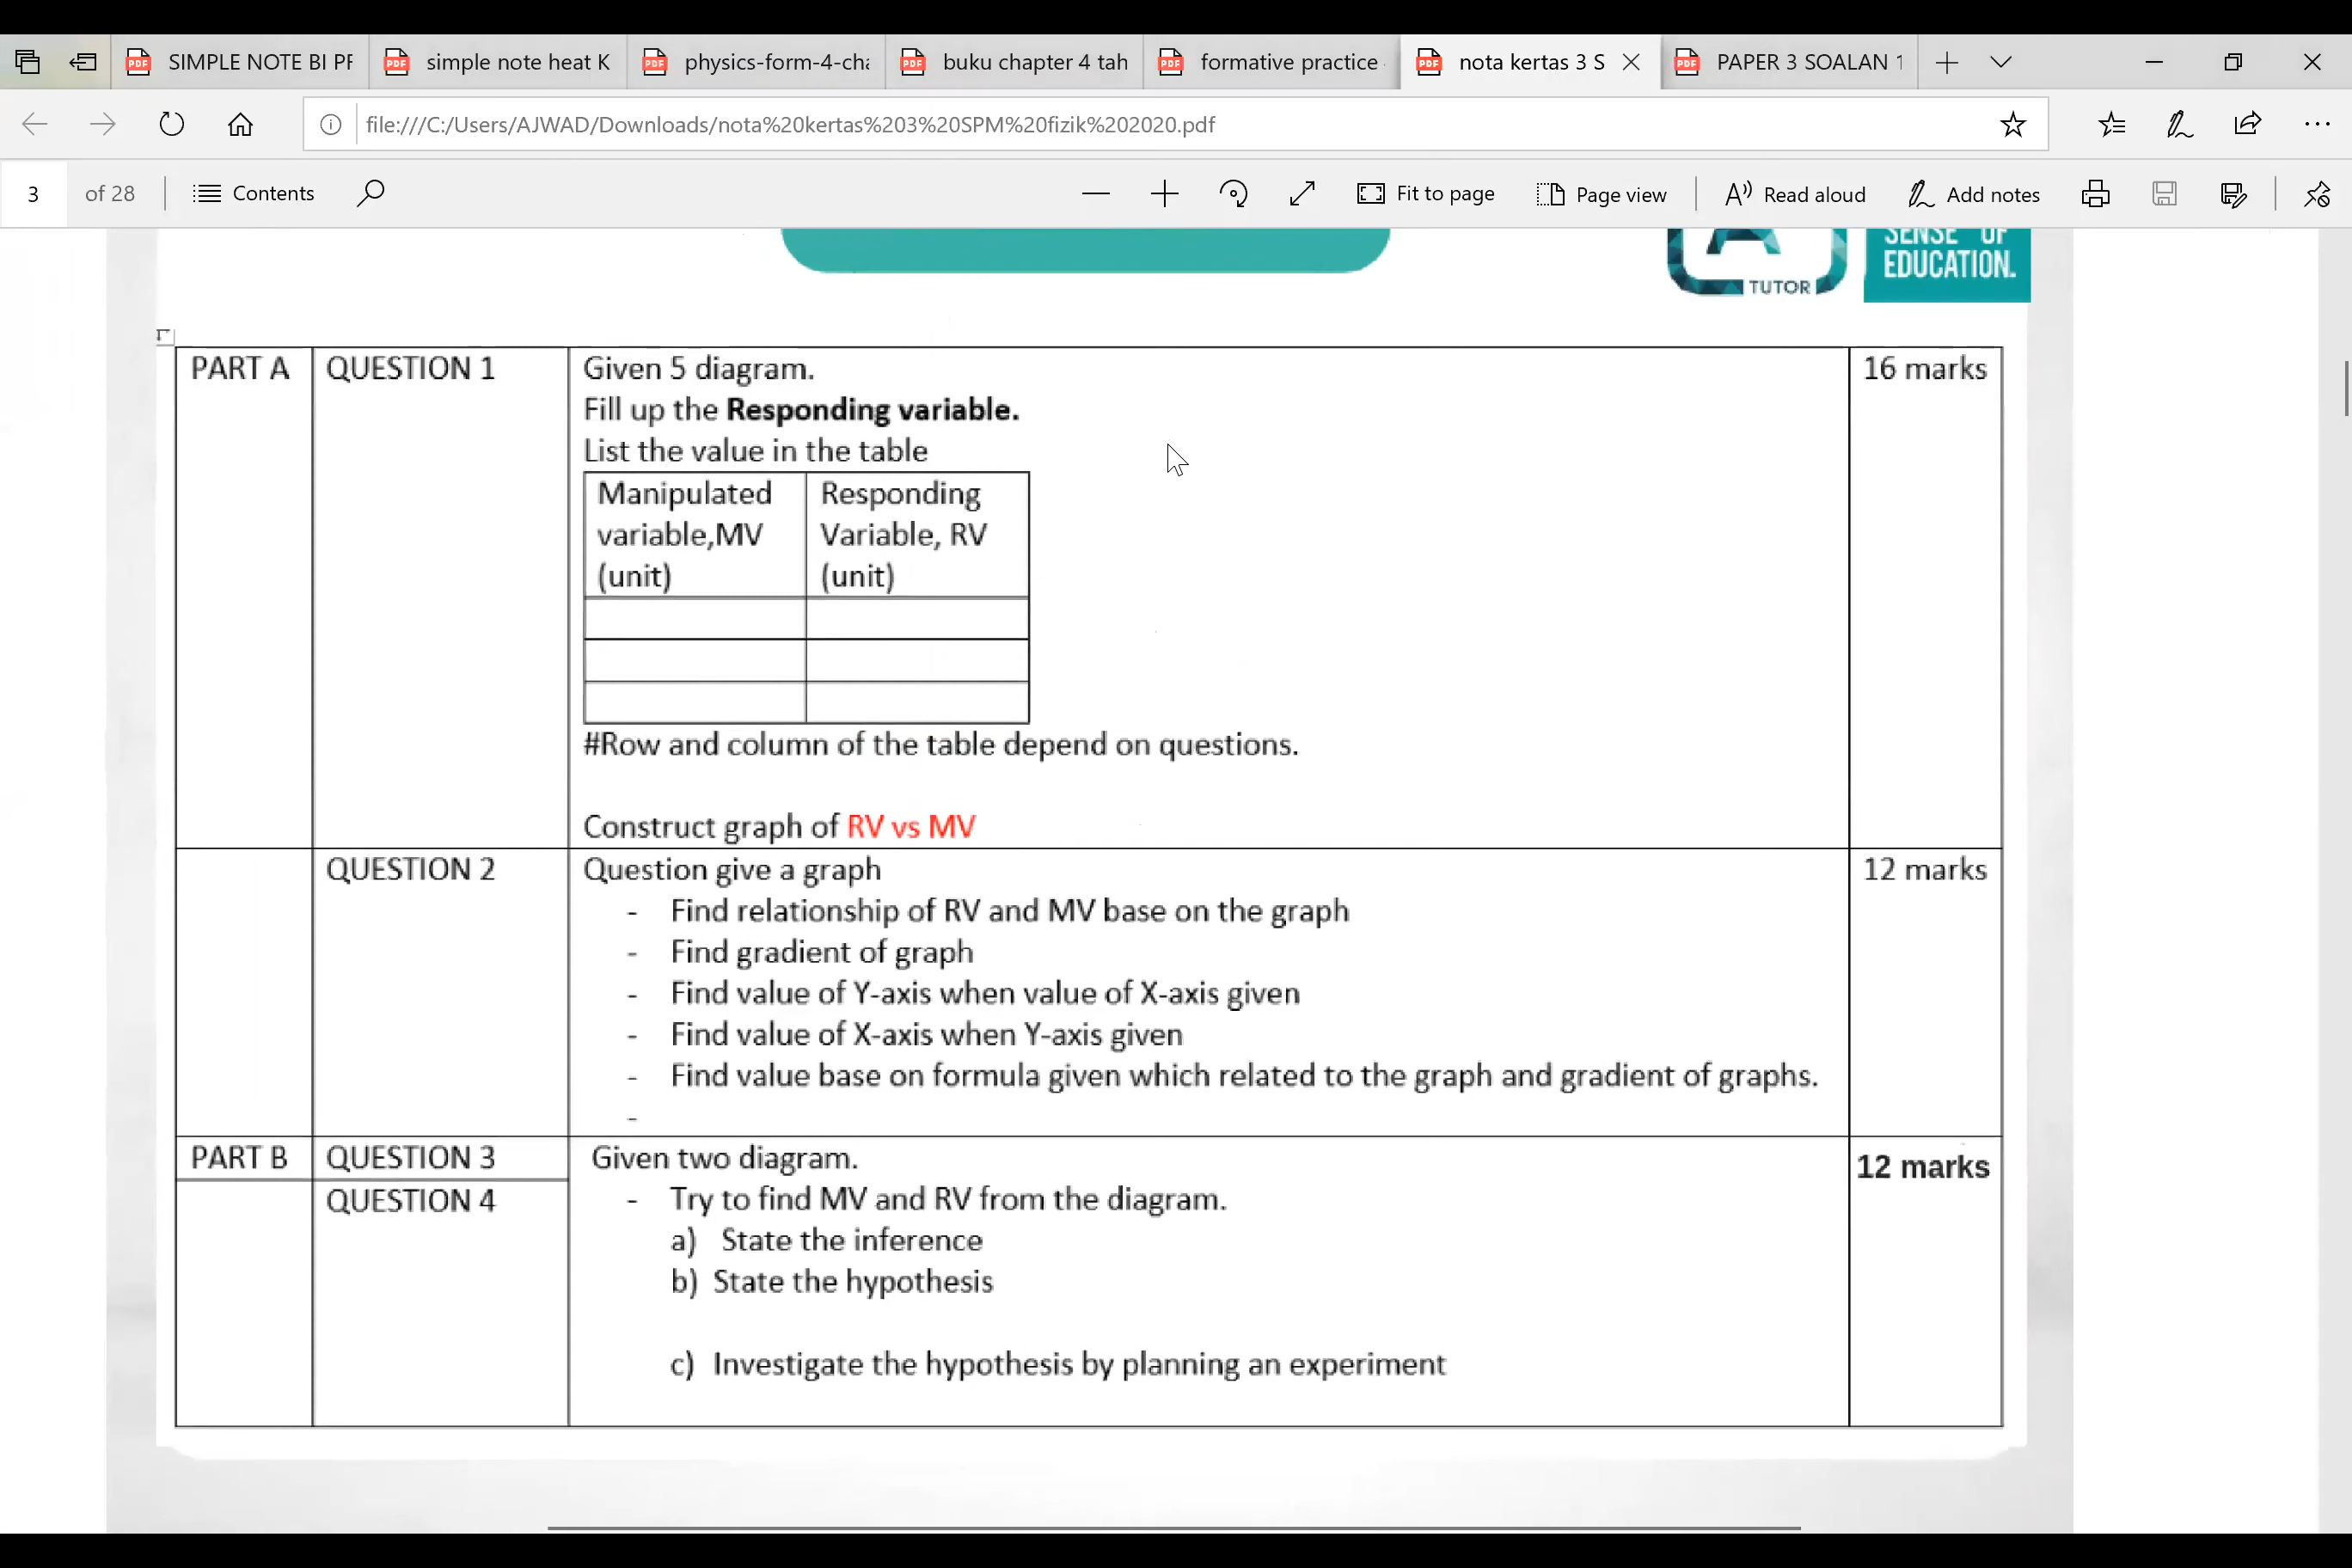 SIMPLE NOTE BI PF
simple note heat K
physics-form-4-cha
buku chapter 4 tah
formative practice
nota kertas 3 S
PAPER 3 SOALAN 1
file:///C:/Users/AJWAD/Downloads/nota%20kertas%203%20SPM%20fizik%202020.pdf
3 of 28
Contents
Fit to page
Page view
Read aloud
Add notes
TUTOR
SENSE OF
EDUCATION.
PART A
QUESTION 1
Given 5 diagram.
16 marks
Fill up the Responding variable.
List the value in the table
Manipulated
variable,MV
(unit)
Responding
Variable, RV
(unit)
#Row and column of the table depend on questions.
Construct graph of RV vs MV
QUESTION 2
Question give a graph
12 marks
- Find relationship of RV and MV base on the graph
- Find gradient of graph
- Find value of Y-axis when value of X-axis given
- Find value of X-axis when Y-axis given
- Find value base on formula given which related to the graph and gradient of graphs.
-
PART B
QUESTION 3
Given two diagram.
12 marks
QUESTION 4
- Try to find MV and RV from the diagram.
a) State the inference
b) State the hypothesis
c) Investigate the hypothesis by planning an experiment